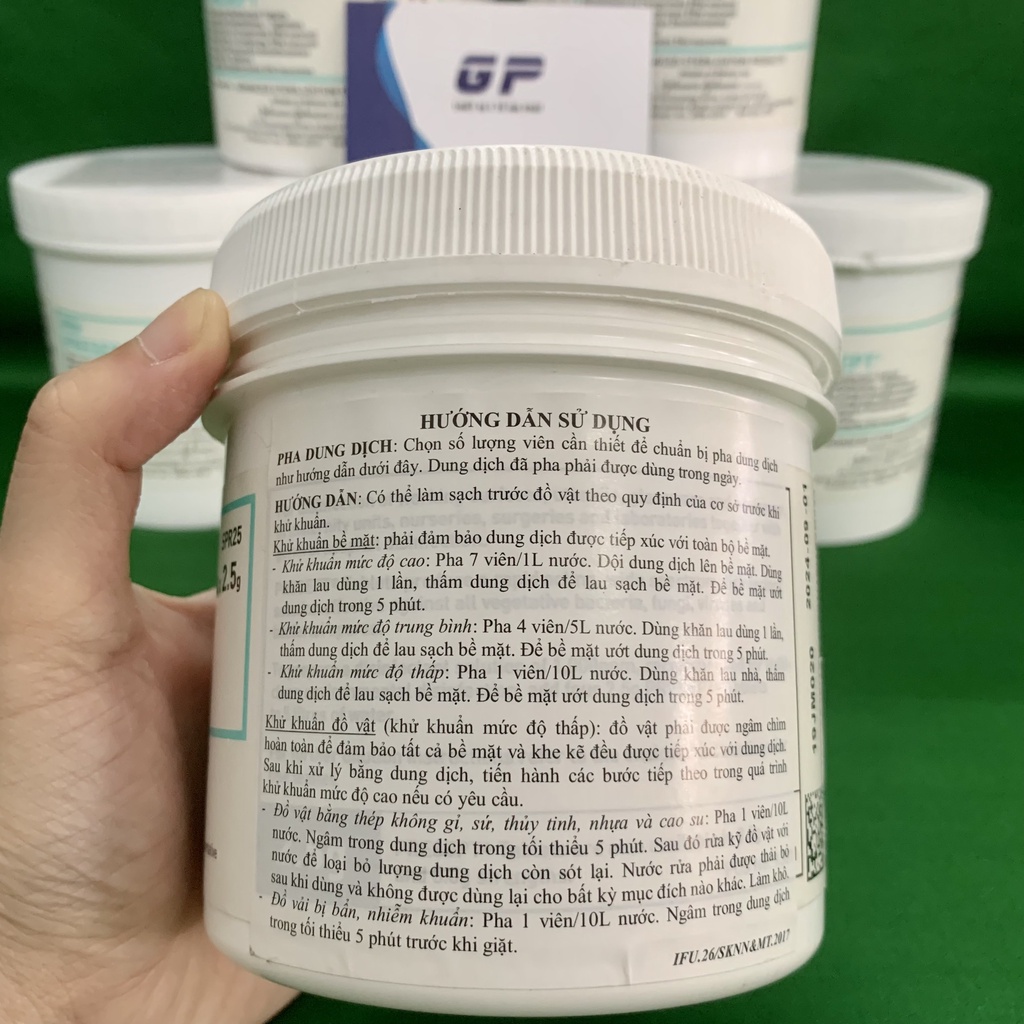 GP
HƯỚNG DẪN SỬ DỤNG
PHA DUNG DỊCH: Chọn số lượng viên cần thiết để chuẩn bị pha dung dịch
như hướng dẫn dưới đây. Dung dịch đã pha phải được dùng trong ngày.
HƯỚNG DẪN: Có thể làm sạch trước đồ vật theo quy định của cơ sở trước khi
khử khuẩn.
Khử khuẩn bề mặt: phải đảm bảo dung dịch được tiếp xúc với toàn bộ bề mặt.
- Khử khuẩn mức độ cao: Pha 7 viên/1L nước. Dội dung dịch lên bề mặt. Dùng
khăn lau dùng 1 lần, thấm dung dịch để lau sạch bề mặt. Để bề mặt ướt
dung dịch trong 5 phút.
- Khử khuẩn mức độ trung bình: Pha 4 viên/5L nước. Dùng khăn lau dùng 1 lần,
thấm dung dịch để lau sạch bề mặt. Để bề mặt ướt dung dịch trong 5 phút.
- Khử khuẩn mức độ thấp: Pha 1 viên/10L nước. Dùng khăn lau nhà, thấm
dung dịch để lau sạch bề mặt. Để bề mặt ướt dung dịch trong 5 phút.
Khử khuẩn đồ vật (khử khuẩn mức độ thấp): đồ vật phải được ngâm chìm
hoàn toàn để đảm bảo tất cả bề mặt và khe kẽ đều được tiếp xúc với dung dịch.
Sau khi xử lý bằng dung dịch, tiến hành các bước tiếp theo trong quá trình
khử khuẩn mức độ cao nếu có yêu cầu.
- Đồ vật bằng thép không gỉ, sứ, thủy tinh, nhựa và cao su: Pha 1 viên/10L
nước. Ngâm trong dung dịch trong tối thiểu 5 phút. Sau đó rửa kỹ đồ vật với
nước để loại bỏ lượng dung dịch còn sót lại. Nước rửa phải được thải bỏ
sau khi dùng và không được dùng lại cho bất kỳ mục đích nào khác. Làm khô.
- Đồ vải bị bẩn, nhiễm khuẩn: Pha 1 viên/10L nước. Ngâm trong dung dịch
trong tối thiểu 5 phút trước khi giặt.
IFU.26/SKNN&MT.2017
SPR25
2.5g
2024-09-01